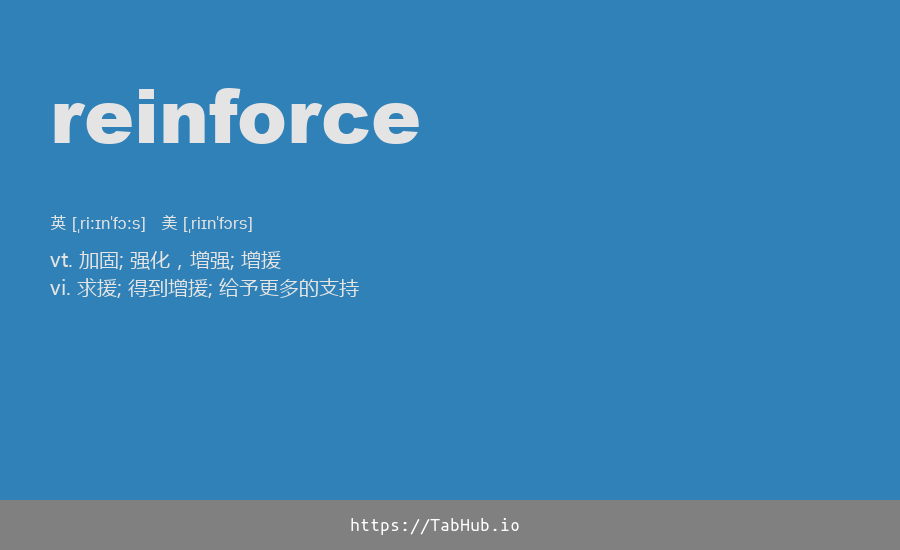 reinforce
英 [ˌriːɪnˈfɔːs] 美 [ˌriɪnˈfɔrs]
vt. 加固; 强化，增强; 增援
vi. 求援; 得到增援; 给予更多的支持
https://TabHub.io